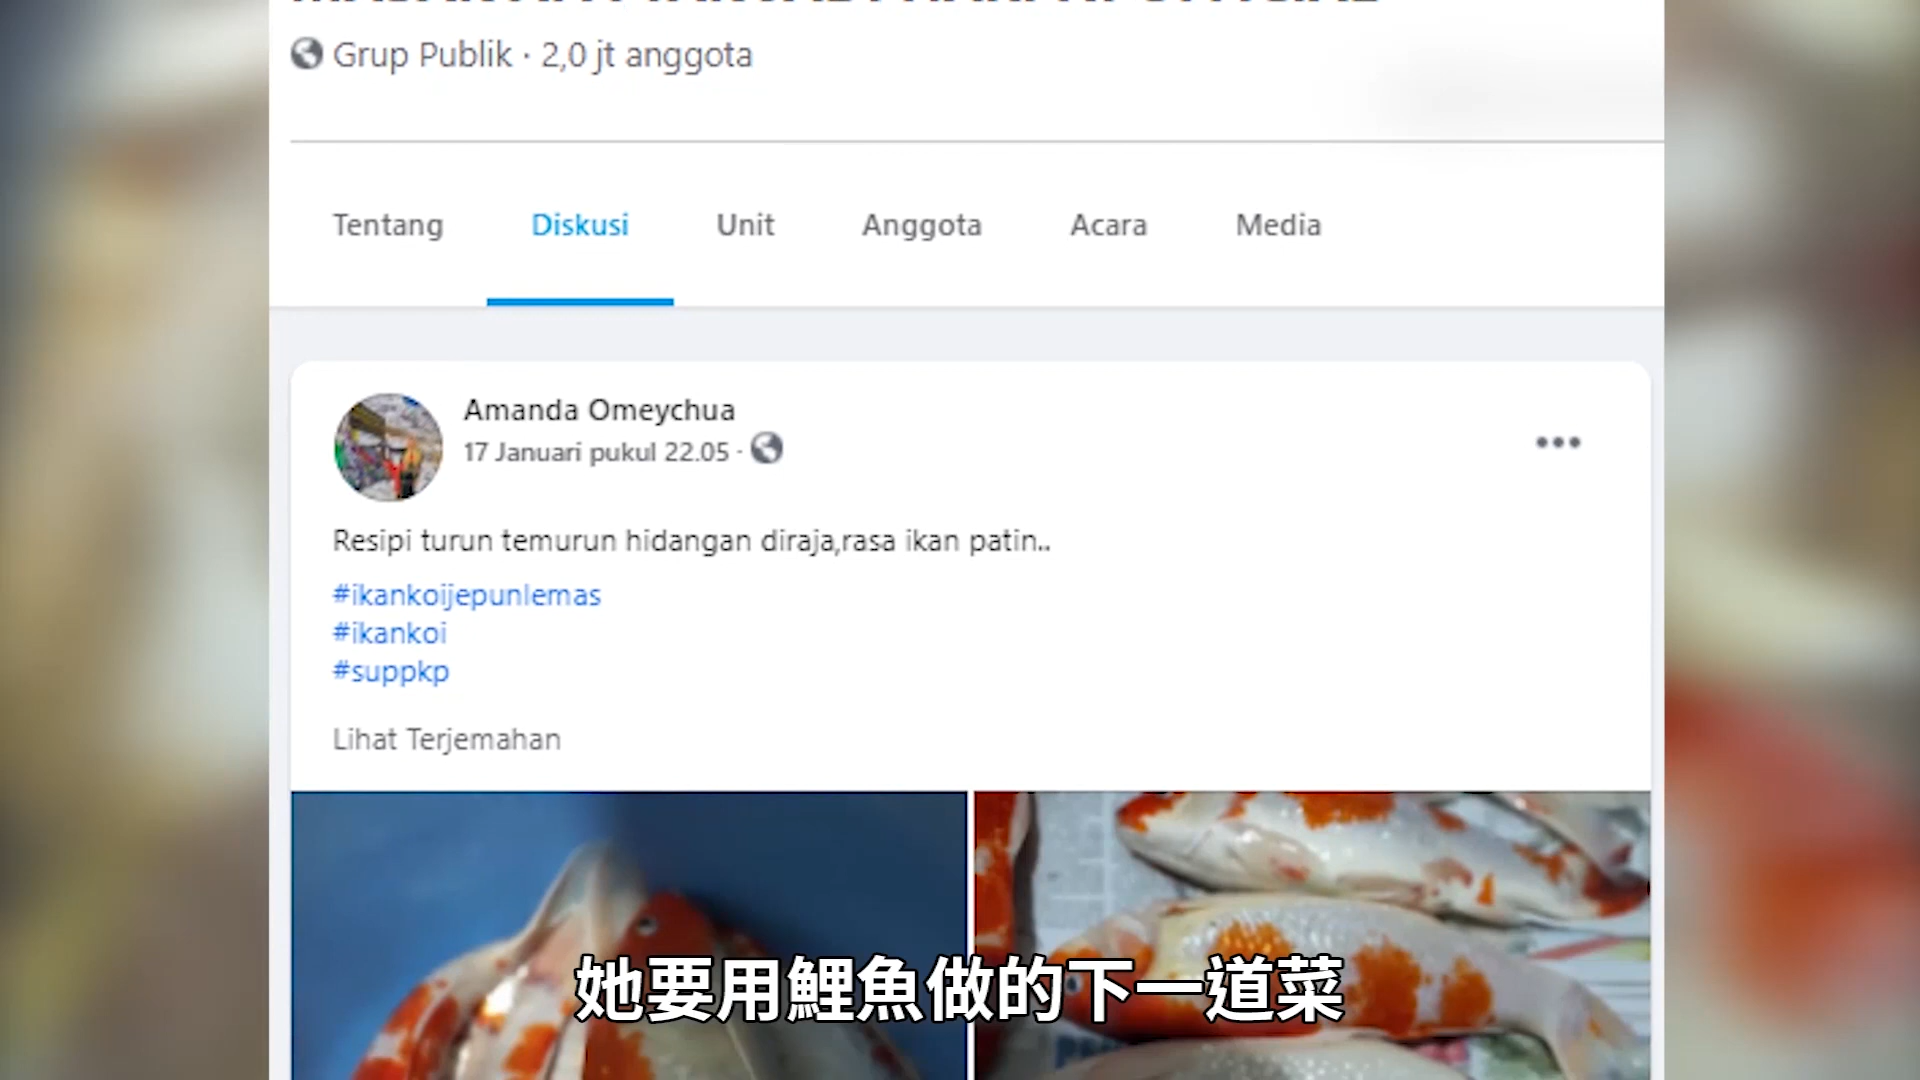 Grup Publik · 2,0 jt anggota
Tentang Diskusi Unit Anggota Acara Media
Amanda Omeychua
17 Januari pukul 22.05 ·
Resipi turun temurun hidangan diraja,rasa ikan patin..
#ikankoijepunlemas
#ikankoi
#suppkp
Lihat Terjemahan
她要用鯉魚做的下一道菜